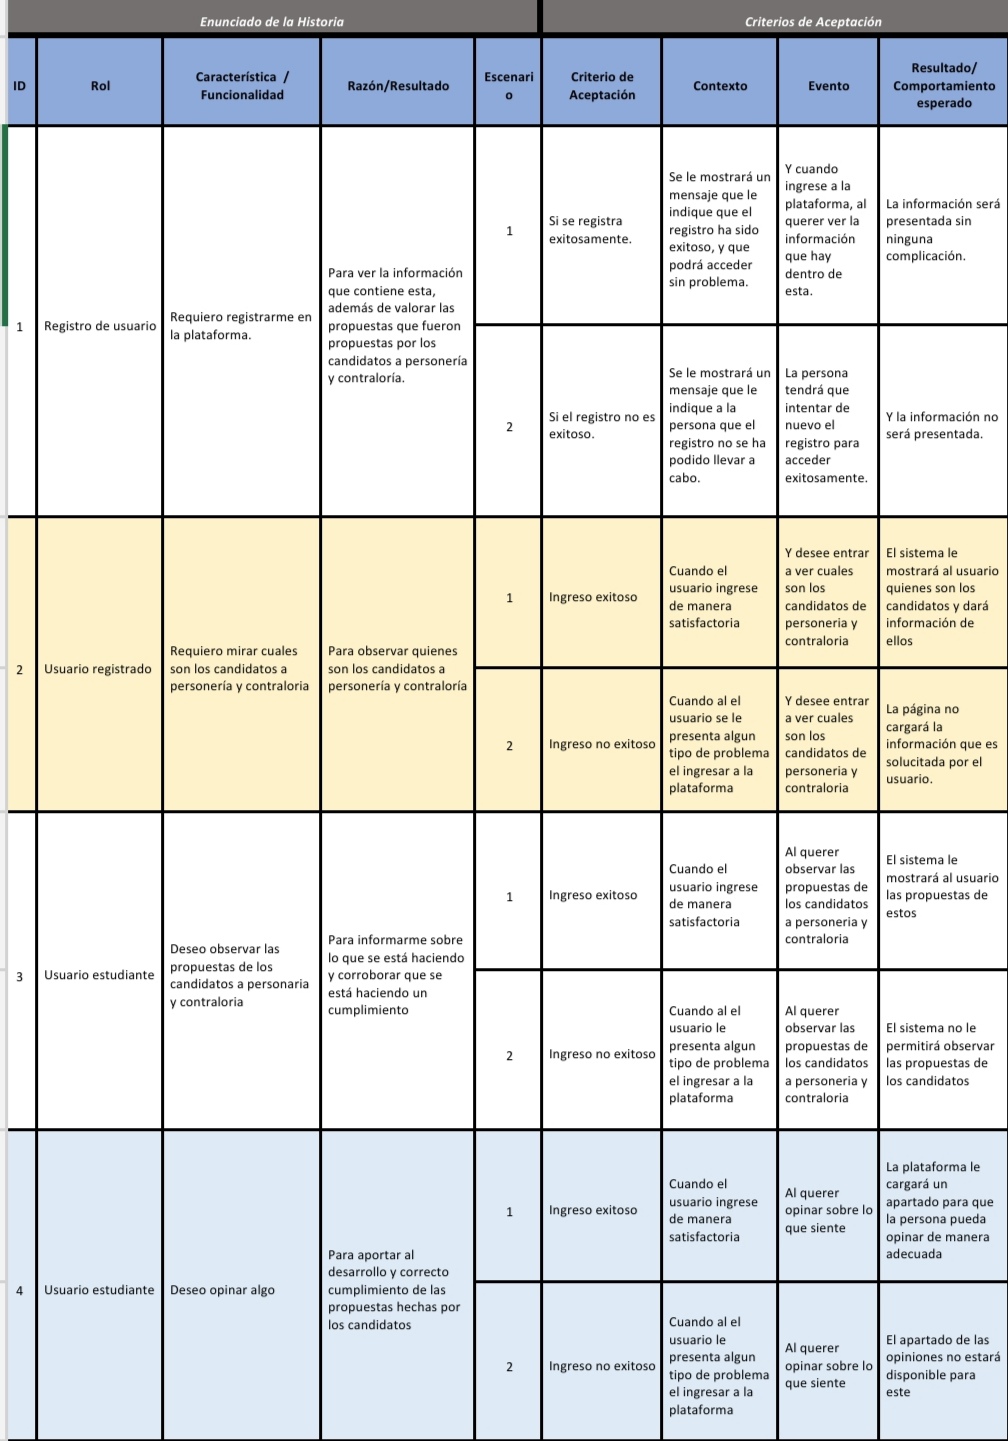 Enunciado de la Historia
Criterios de Aceptación
ID
Rol
Característica /
Funcionalidad
Razón/Resultado
Escenari
o
Criterio de
Aceptación
Contexto
Evento
Resultado/
Comportamiento
esperado
1
Registro de usuario
Requiero registrarme en
la plataforma.
Para ver la información
que contiene esta,
además de valorar las
propuestas que fueron
propuestas por los
candidatos a personería
y contraloría.
1
Si se registra
exitosamente.
Se le mostrará un
mensaje que le
indique que el
registro ha sido
exitoso, y que
podrá acceder
sin problema.
Y cuando
ingrese a la
plataforma, al
querer ver la
información
que hay
dentro de
esta.
La información será
presentada sin
ninguna
complicación.
2
Si el registro no es
exitoso.
Se le mostrará un
mensaje que le
indique a la
persona que el
registro no se ha
podido llevar a
cabo.
La persona
tendrá que
intentar de
nuevo el
registro para
acceder
exitosamente.
Y la información no
será presentada.
2
Usuario registrado
Requiero mirar cuales
son los candidatos a
personería y contraloria
Para observar quienes
son los candidatos a
personería y contraloría
1
Ingreso exitoso
Cuando el
usuario ingrese
de manera
satisfactoria
Y desee entrar
a ver cuales
son los
candidatos de
personeria y
contraloria
El sistema le
mostrará al usuario
quienes son los
candidatos y dará
información de
ellos
2
Ingreso no exitoso
Cuando al el
usuario se le
presenta algun
tipo de problema
el ingresar a la
plataforma
Y desee entrar
a ver cuales
son los
candidatos de
personeria y
contraloria
La página no
cargará la
información que es
solucitada por el
usuario.
3
Usuario estudiante
Deseo observar las
propuestas de los
candidatos a personaria
y contraloria
Para informarme sobre
lo que se está haciendo
y corroborar que se
está haciendo un
cumplimiento
1
Ingreso exitoso
Cuando el
usuario ingrese
de manera
satisfactoria
Al querer
observar las
propuestas de
los candidatos
a personeria y
contraloria
El sistema le
mostrará al usuario
las propuestas de
estos
2
Ingreso no exitoso
Cuando al el
usuario le
presenta algun
tipo de problema
el ingresar a la
plataforma
Al querer
observar las
propuestas de
los candidatos
a personeria y
contraloria
El sistema no le
permitirá observar
las propuestas de
los candidatos
4
Usuario estudiante
Deseo opinar algo
Para aportar al
desarrollo y correcto
cumplimiento de las
propuestas hechas por
los candidatos
1
Ingreso exitoso
Cuando el
usuario ingrese
de manera
satisfactoria
Al querer
opinar sobre lo
que siente
La plataforma le
cargará un
apartado para que
la persona pueda
opinar de manera
adecuada
2
Ingreso no exitoso
Cuando al el
usuario le
presenta algun
tipo de problema
el ingresar a la
plataforma
Al querer
opinar sobre lo
que siente
El apartado de las
opiniones no estará
disponible para
este